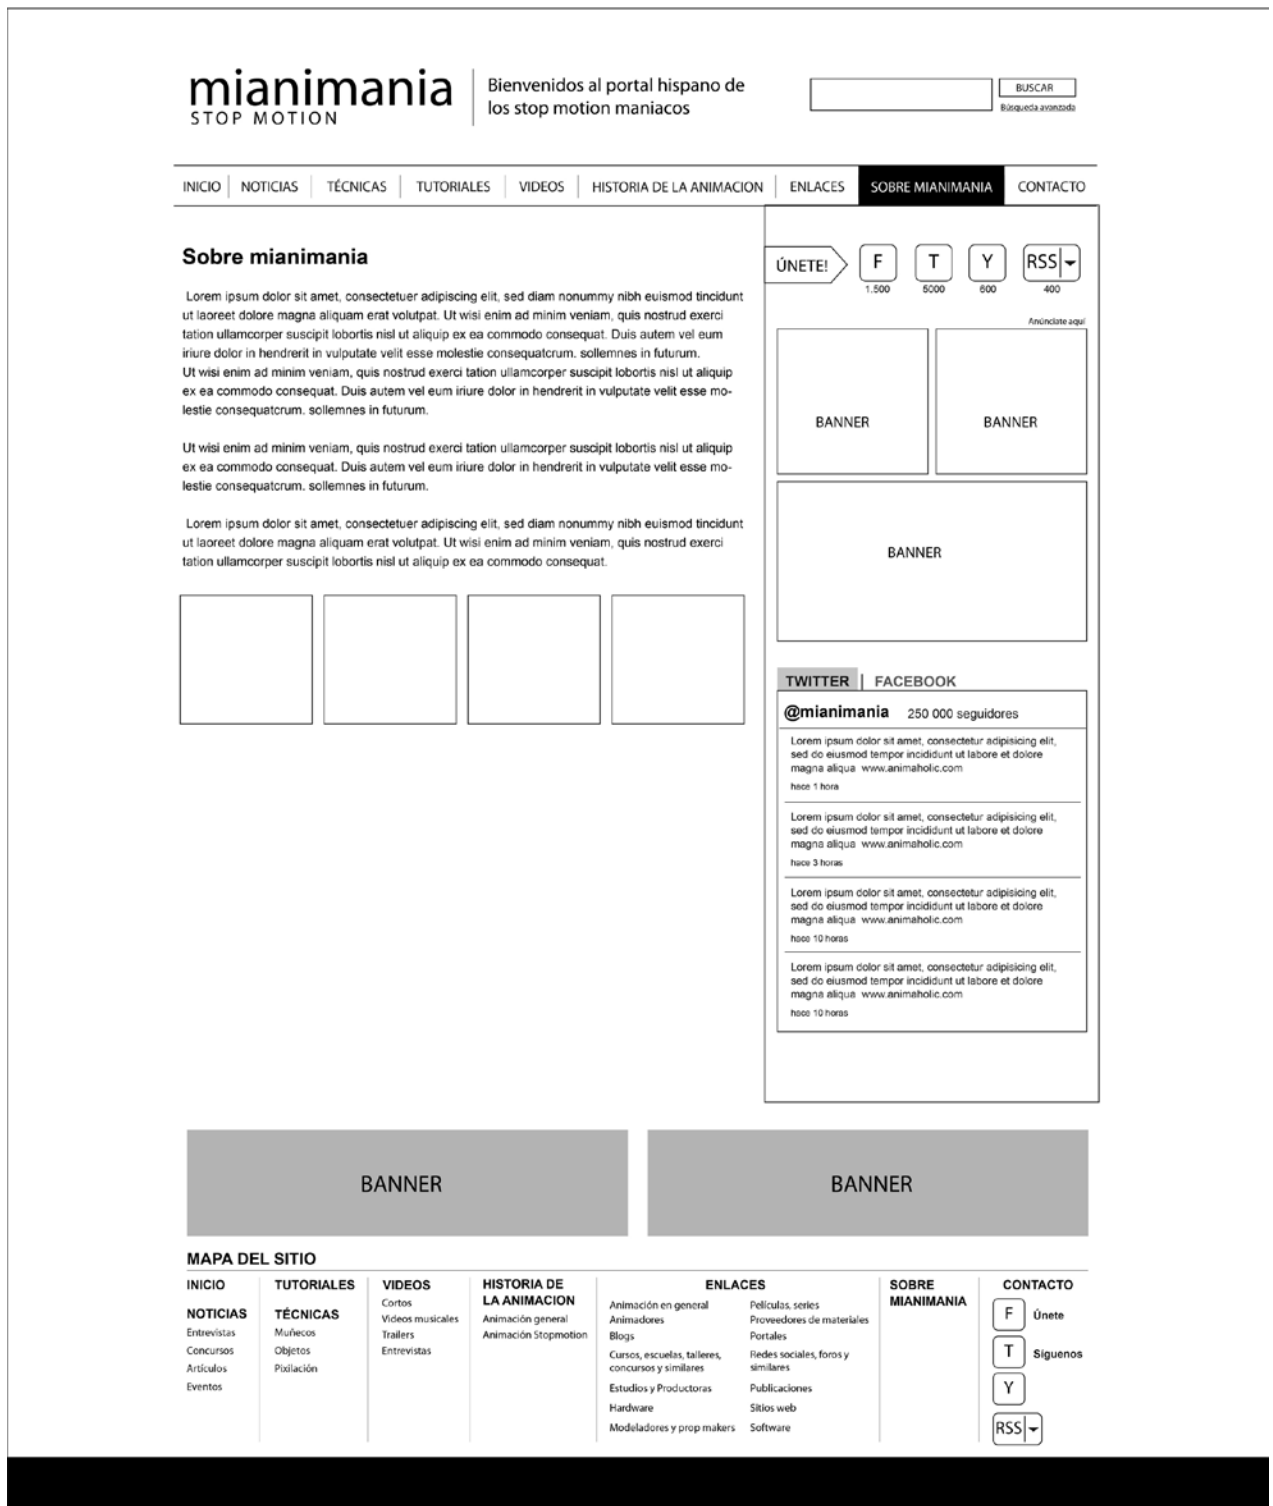 mianimania
STOP MOTION
Bienvenidos al portal hispano de
los stop motion maniacos
BUSCAR
Búsqueda avanzada
INICIO NOTICIAS TÉCNICAS TUTORIALES VIDEOS HISTORIA DE LA ANIMACION ENLACES SOBRE MIANIMANIA CONTACTO
Sobre mianimania
Lorem ipsum dolor sit amet, consectetuer adipiscing elit, sed diam nonummy nibh euismod tincidunt
ut laoreet dolore magna aliquam erat volutpat. Ut wisi enim ad minim veniam, quis nostrud exerci
tation ullamcorper suscipit lobortis nisl ut aliquip ex ea commodo consequat. Duis autem vel eum
iriure dolor in hendrerit in vulputate velit esse molestie consequatcrum. sollemnes in futurum.
Ut wisi enim ad minim veniam, quis nostrud exerci tation ullamcorper suscipit lobortis nisl ut aliquip
ex ea commodo consequat. Duis autem vel eum iriure dolor in hendrerit in vulputate velit esse mo-
lestie consequatcrum. sollemnes in futurum.
Ut wisi enim ad minim veniam, quis nostrud exerci tation ullamcorper suscipit lobortis nisl ut aliquip
ex ea commodo consequat. Duis autem vel eum iriure dolor in hendrerit in vulputate velit esse mo-
lestie consequatcrum. sollemnes in futurum.
Lorem ipsum dolor sit amet, consectetuer adipiscing elit, sed diam nonummy nibh euismod tincidunt
ut laoreet dolore magna aliquam erat volutpat. Ut wisi enim ad minim veniam, quis nostrud exerci
tation ullamcorper suscipit lobortis nisl ut aliquip ex ea commodo consequat.
ÚNETE! F T Y RSS
1.500 5000 600 400
Anúnciate aquí
BANNER BANNER
BANNER
TWITTER | FACEBOOK
@mianimania 250 000 seguidores
Lorem ipsum dolor sit amet, consectetur adipisicing elit,
sed do eiusmod tempor incididunt ut labore et dolore
magna aliqua www.animaholic.com
hace 1 hora
Lorem ipsum dolor sit amet, consectetur adipisicing elit,
sed do eiusmod tempor incididunt ut labore et dolore
magna aliqua www.animaholic.com
hace 3 horas
Lorem ipsum dolor sit amet, consectetur adipisicing elit,
sed do eiusmod tempor incididunt ut labore et dolore
magna aliqua www.animaholic.com
hace 10 horas
Lorem ipsum dolor sit amet, consectetur adipisicing elit,
sed do eiusmod tempor incididunt ut labore et dolore
magna aliqua www.animaholic.com
hace 10 horas
BANNER BANNER
MAPA DEL SITIO
INICIO
NOTICIAS
Entrevistas
Concursos
Artículos
Eventos
TUTORIALES
TÉCNICAS
Muñecos
Objetos
Pixilación
VIDEOS
Cortos
Videos musicales
Trailers
Entrevistas
HISTORIA DE
LA ANIMACION
Animación general
Animación Stopmotion
ENLACES
Animación en general
Animadores
Blogs
Cursos, escuelas, talleres,
concursos y similares
Estudios y Productoras
Hardware
Modeladores y prop makers
Películas, series
Proveedores de materiales
Portales
Redes sociales, foros y
similares
Publicaciones
Sitios web
Software
SOBRE
MIANIMANIA
CONTACTO
F Únete
T Síguenos
Y
RSS